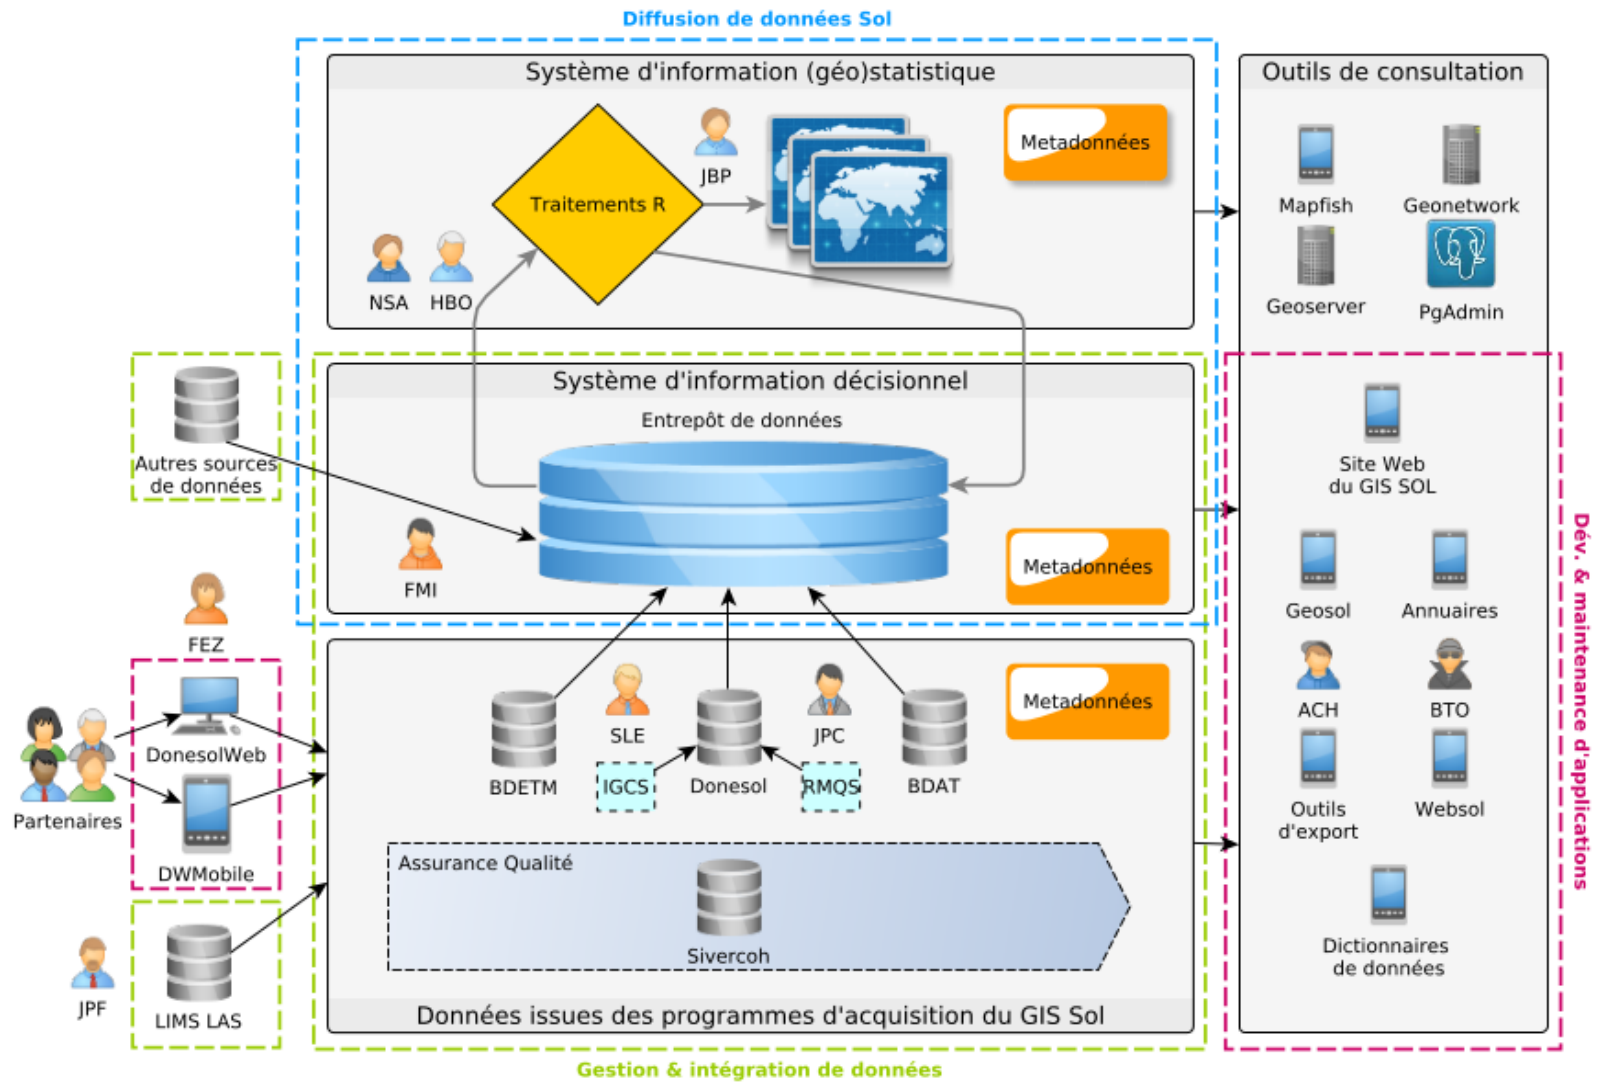 Diffusion de données Sol
Système d'information (géo)statistique
Outils de consultation
JBP
Metadonnées
Traitements R
NSA
HBO
Mapfish
Geonetwork
Geoserver
PgAdmin
Système d'information décisionnel
Entrepôt de données
Autres sources
de données
FMI
Metadonnées
Site Web
du GIS SOL
Geosol
Annuaires
ACH
BTO
Outils
d'export
Websol
Dictionnaires
de données
Dév. & maintenance d'applications
FEZ
DonesolWeb
Partenaires
DWMobile
JPF
LIMS LAS
SLE
JPC
Metadonnées
BDETM
IGCS
Donesol
RMQS
BDAT
Assurance Qualité
Sivercoh
Données issues des programmes d'acquisition du GIS Sol
Gestion & intégration de données